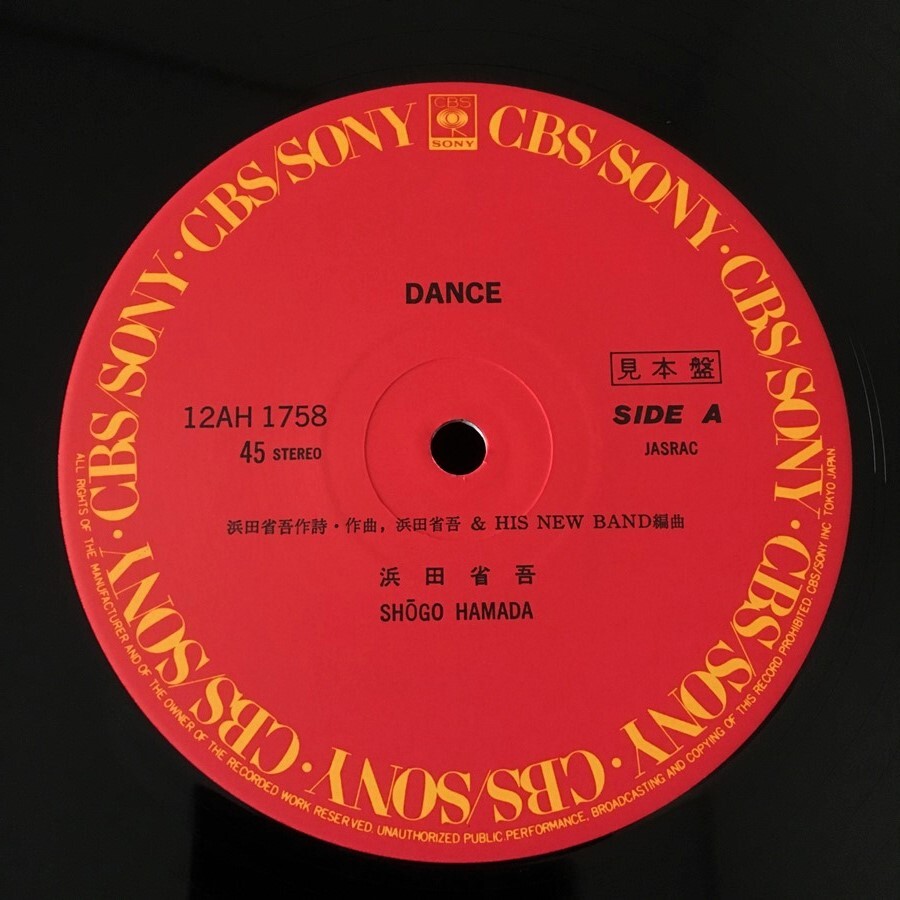 CBS
SONY
CBS/SONY · CBS/SONY · CBS/SONY · CBS/SONY · CBS/SONY · CBS/SONY · CBS/SONY · CBS/SONY
DANCE
見本盤
12AH 1758
SIDE A
45 STEREO
JASRAC
浜田省吾作詩・作曲, 浜田省吾 & HIS NEW BAND編曲
浜田省吾
SHŌGO HAMADA
ALL RIGHTS OF THE MANUFACTURER AND OF THE OWNER OF THE RECORDED WORK RESERVED. UNAUTHORIZED PUBLIC PERFORMANCE, BROADCASTING AND COPYING OF THIS RECORD PROHIBITED. CBS/SONY INC. TOKYO JAPAN